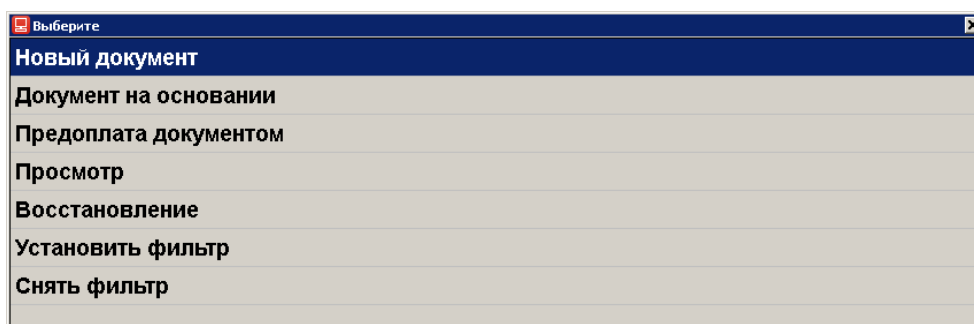 Выберите
Новый документ
Документ на основании
Предоплата документом
Просмотр
Восстановление
Установить фильтр
Снять фильтр